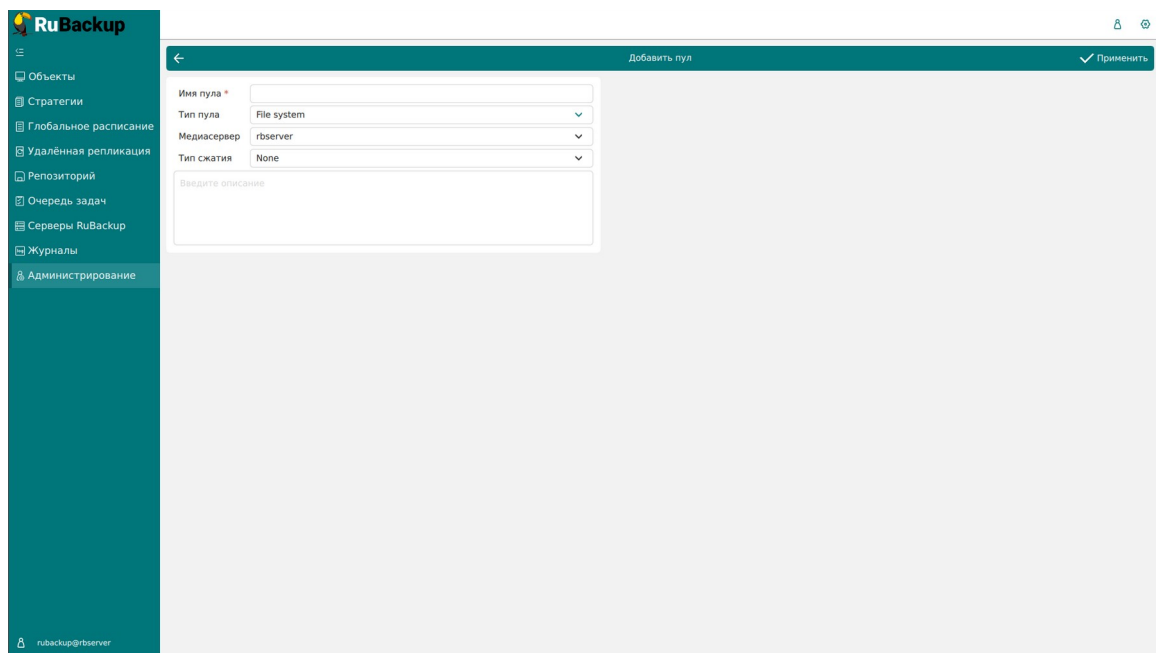 RuBackup
Объекты
Стратегии
Глобальное расписание
Удалённая репликация
Репозиторий
Очередь задач
Серверы RuBackup
Журналы
Администрирование
rubackup@rbserver
Добавить пул
Применить
Имя пула *
Тип пула File system
Медиасервер rbserver
Тип сжатия None
Введите описание